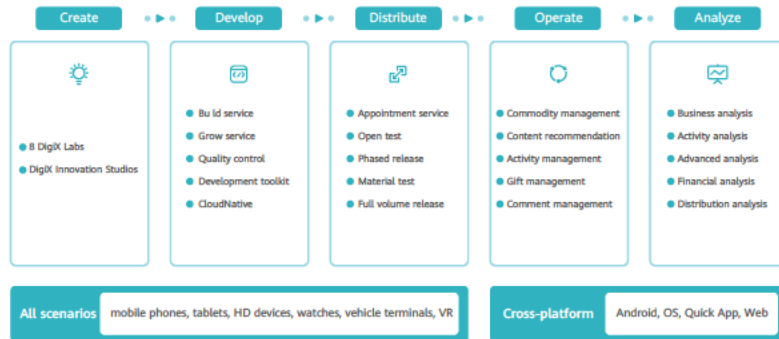 Create
Develop
Distribute
Operate
Analyze
8 DigiX Labs
DigiX Innovation Studios
Bu ld service
Grow service
Quality control
Development toolkit
CloudNative
Appointment service
Open test
Phased release
Material test
Full volume release
Commodity management
Content recommendation
Activity management
Gift management
Comment management
Business analysis
Activity analysis
Advanced analysis
Financial analysis
Distribution analysis
All scenarios
mobile phones, tablets, HD devices, watches, vehicle terminals, VR
Cross-platform
Android, OS, Quick App, Web